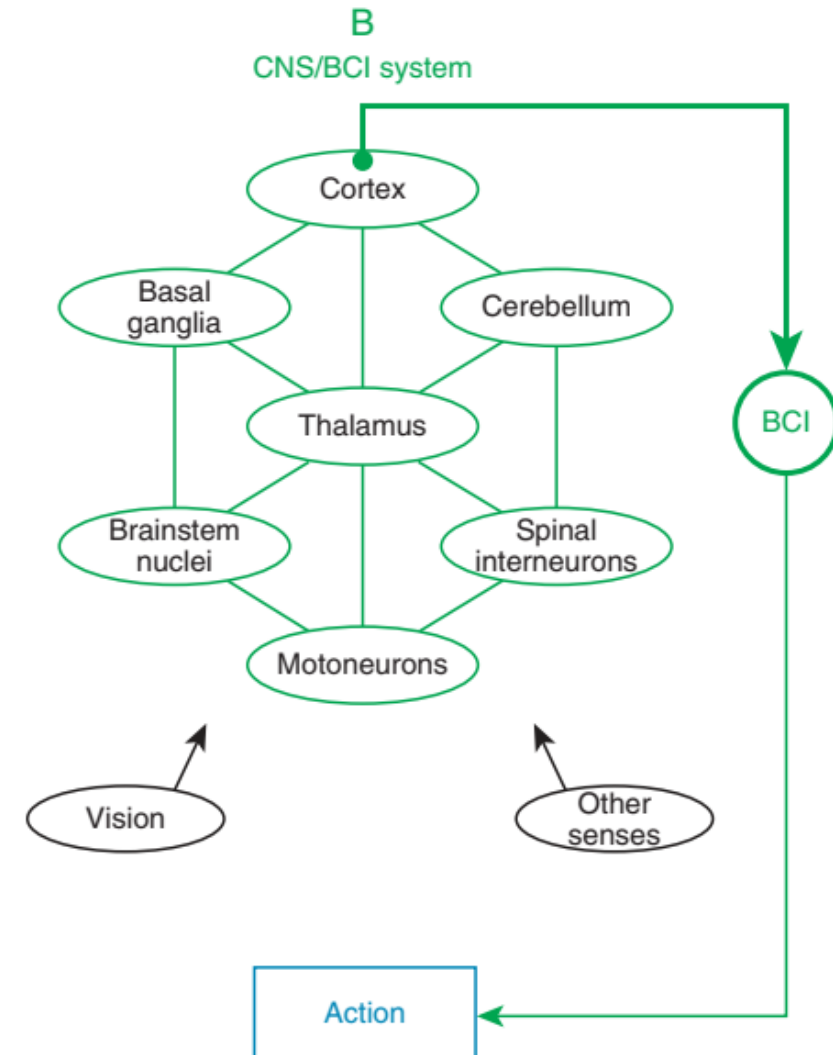 B
CNS/BCI system
Cortex
Basal
ganglia
Cerebellum
Thalamus
BCI
Brainstem
nuclei
Spinal
interneurons
Motoneurons
Vision
Other
senses
Action